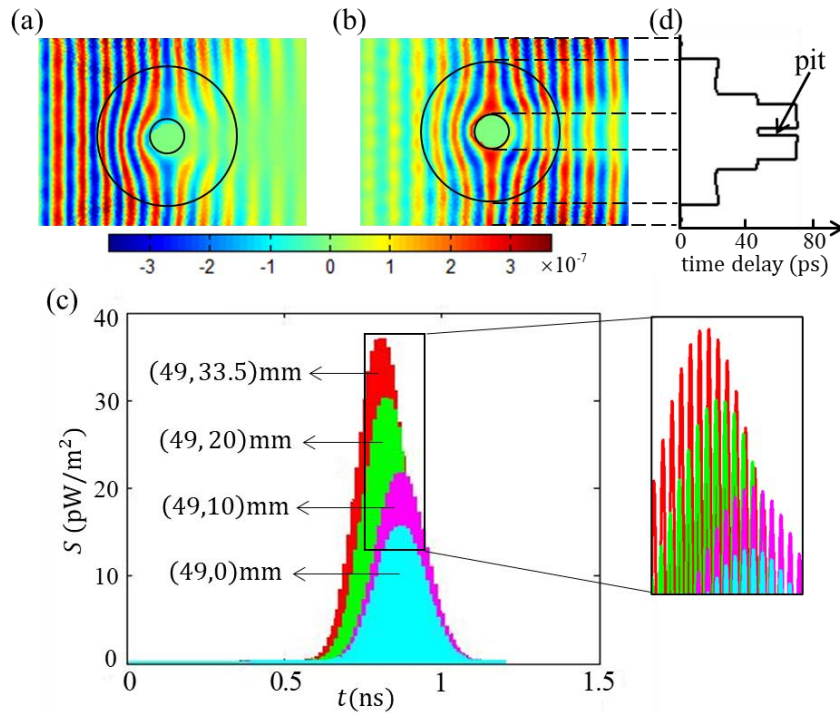 (a)
(b)
(d)
pit
0 40 80
time delay (ps)
-3 -2 -1 0 1 2 3 ×10⁻⁷
(c)
40
30
20
10
0
S (pW/m²)
(49,33.5)mm
(49,20)mm
(49,10)mm
(49,0)mm
0 0.5 1 1.5
t(ns)